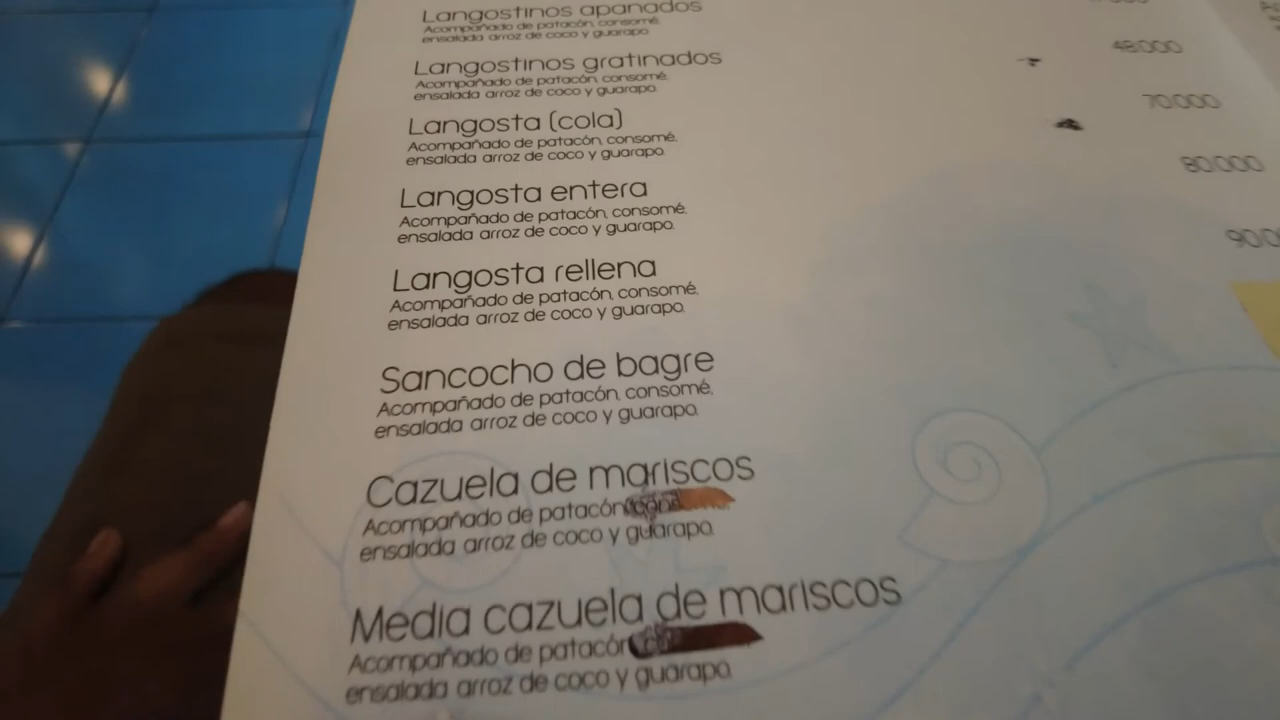 Langostinos apanados
Acompañado de patacón, consomé,
ensalada arroz de coco y guarapo.
Langostinos gratinados
48.000
Acompañado de patacón, consomé,
ensalada arroz de coco y guarapo.
Langosta (cola)
70.000
Acompañado de patacón, consomé,
ensalada arroz de coco y guarapo.
Langosta entera
80.000
Acompañado de patacón, consomé,
ensalada arroz de coco y guarapo.
Langosta rellena
Acompañado de patacón, consomé,
ensalada arroz de coco y guarapo.
Sancocho de bagre
Acompañado de patacón, consomé,
ensalada arroz de coco y guarapo.
Cazuela de mariscos
Acompañado de patacón
ensalada arroz de coco y guarapo.
Media cazuela de mariscos
Acompañado de patacón
ensalada arroz de coco y guarapo.